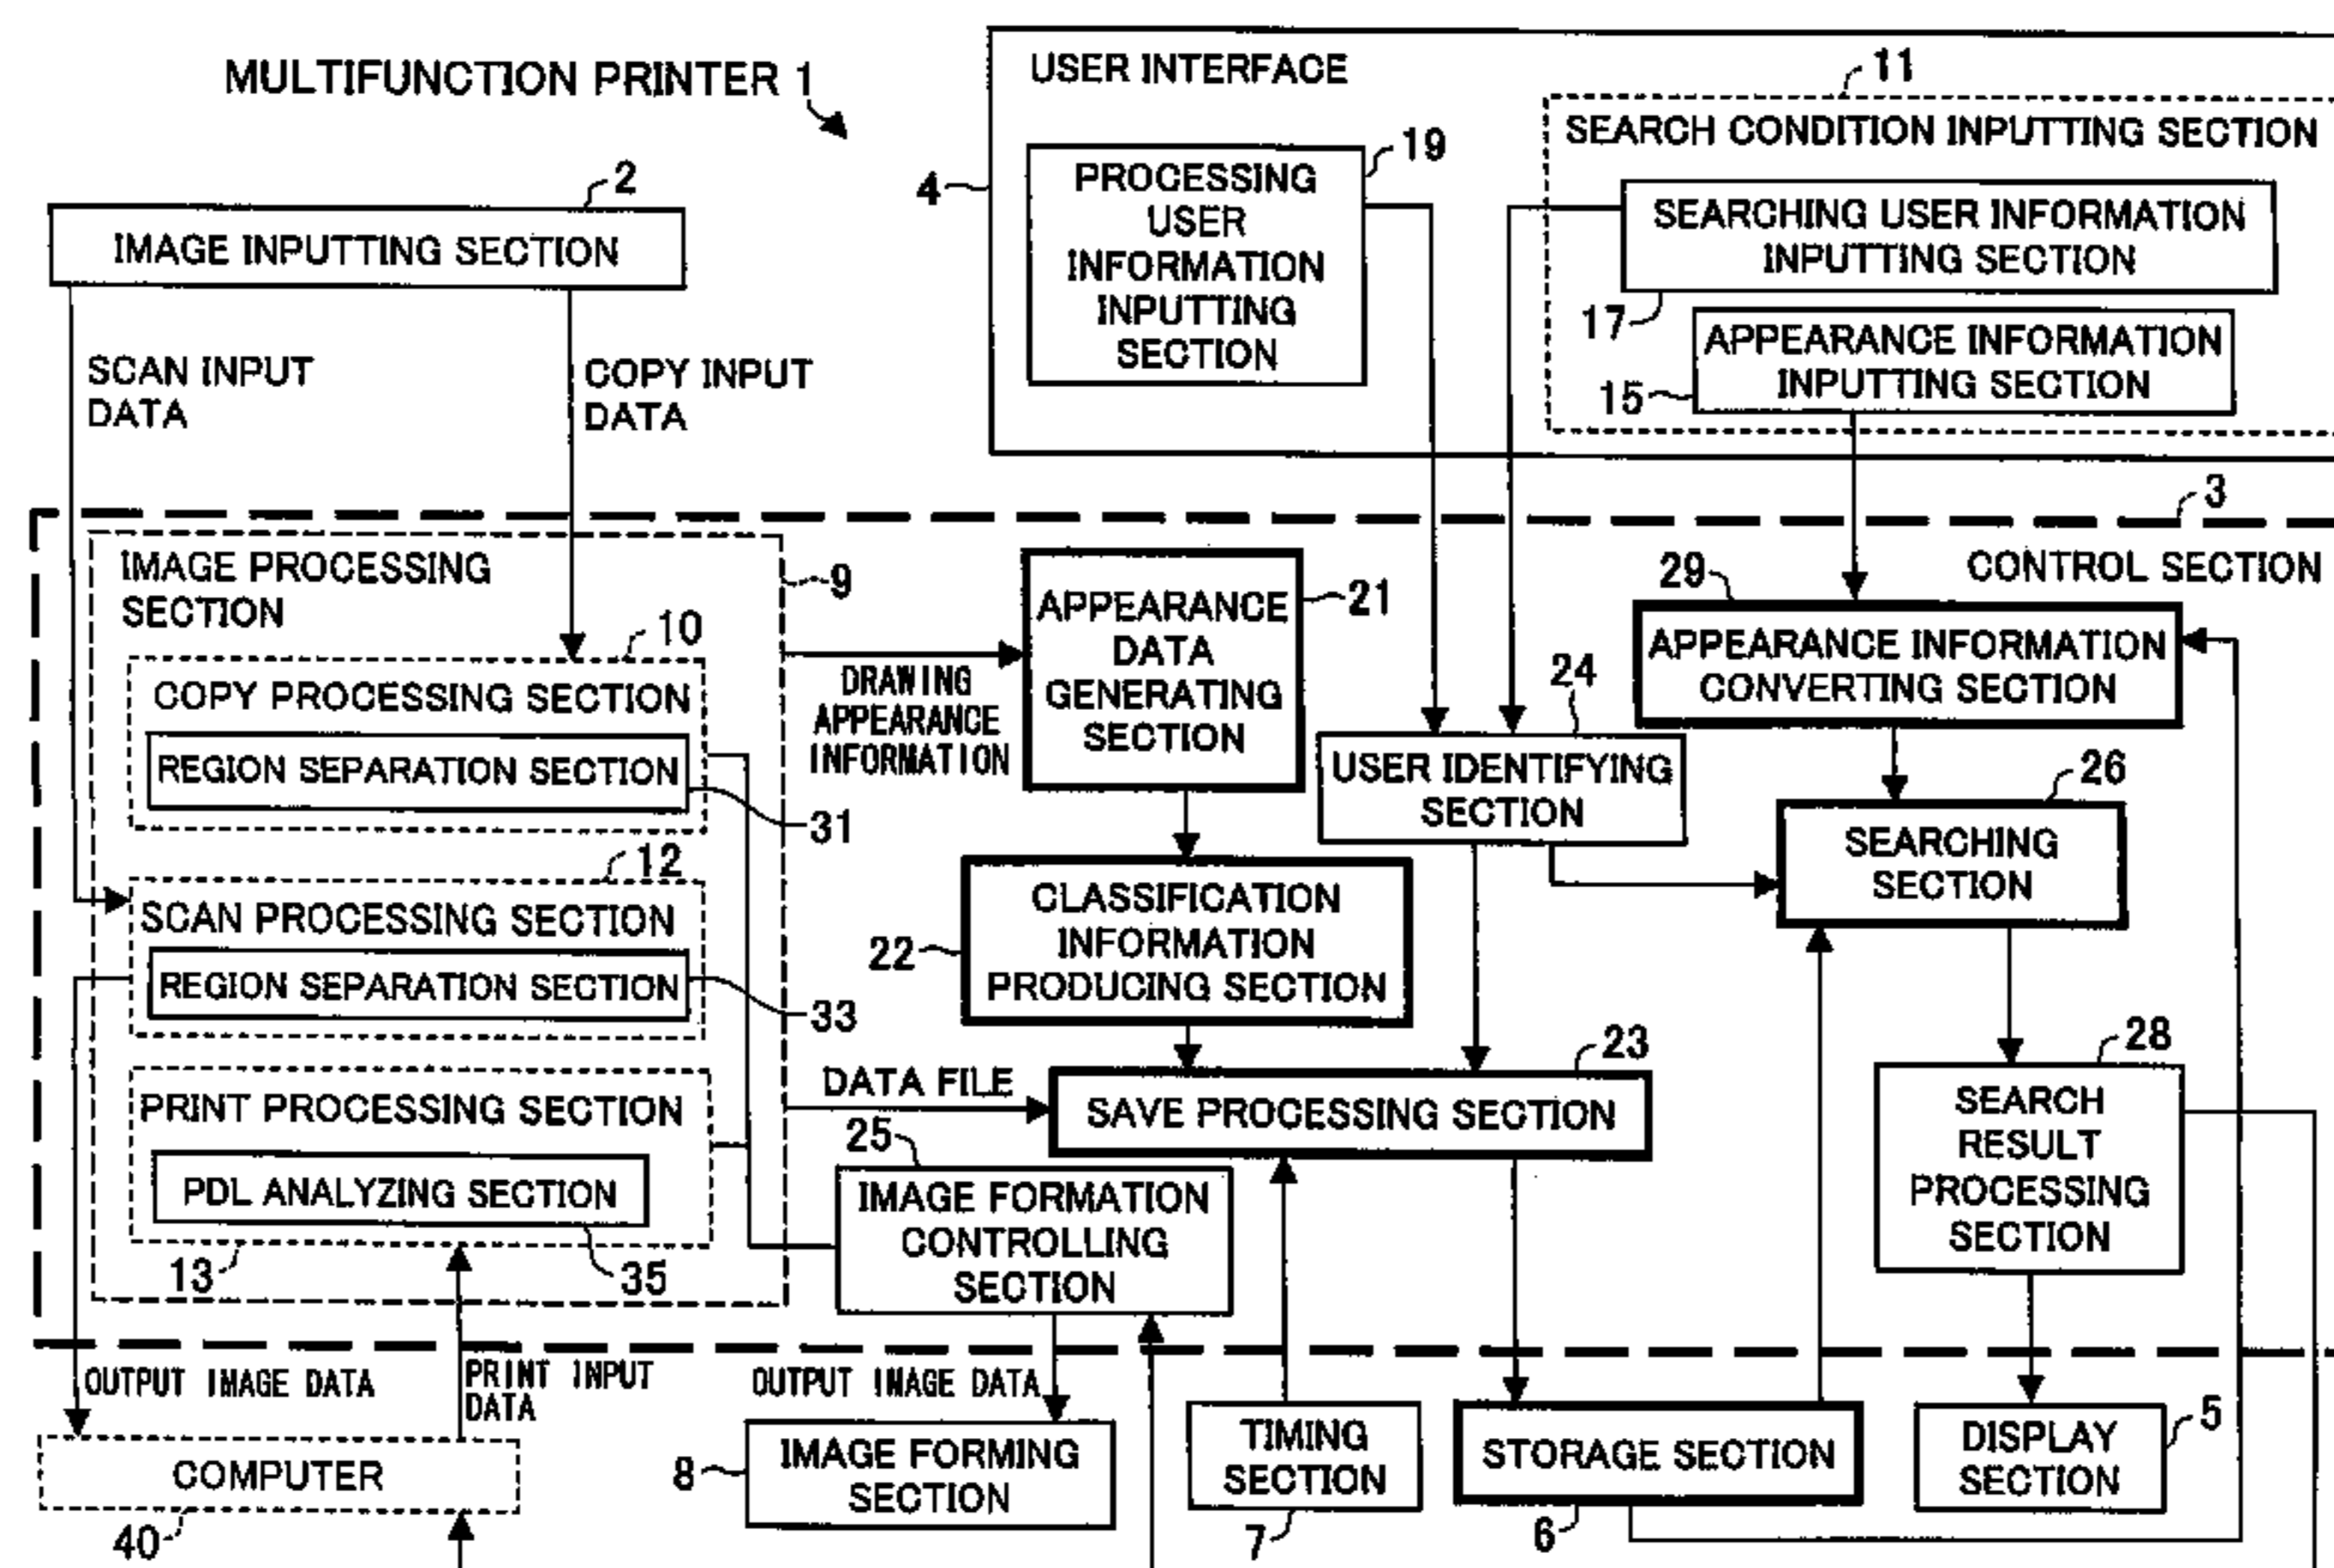 MULTIFUNCTION PRINTER 1
USER INTERFACE
11
SEARCH CONDITION INPUTTING SECTION
4
19
PROCESSING
USER
INFORMATION
INPUTTING
SECTION
SEARCHING USER INFORMATION
INPUTTING SECTION
17
APPEARANCE INFORMATION
INPUTTING SECTION
15
2
IMAGE INPUTTING SECTION
SCAN INPUT
DATA
COPY INPUT
DATA
3
CONTROL SECTION
IMAGE PROCESSING
SECTION
9
10
COPY PROCESSING SECTION
REGION SEPARATION SECTION
31
12
SCAN PROCESSING SECTION
REGION SEPARATION SECTION
33
PRINT PROCESSING SECTION
PDL ANALYZING SECTION
13
35
DRAWING
APPEARANCE
INFORMATION
APPEARANCE
DATA
GENERATING
SECTION
21
24
USER IDENTIFYING
SECTION
29
APPEARANCE INFORMATION
CONVERTING SECTION
26
SEARCHING
SECTION
22
CLASSIFICATION
INFORMATION
PRODUCING SECTION
DATA FILE
23
SAVE PROCESSING SECTION
28
SEARCH
RESULT
PROCESSING
SECTION
25
IMAGE FORMATION
CONTROLLING
SECTION
OUTPUT IMAGE DATA
PRINT INPUT
DATA
OUTPUT IMAGE DATA
COMPUTER
40
8
IMAGE FORMING
SECTION
TIMING
SECTION
7
STORAGE SECTION
6
DISPLAY
SECTION
5